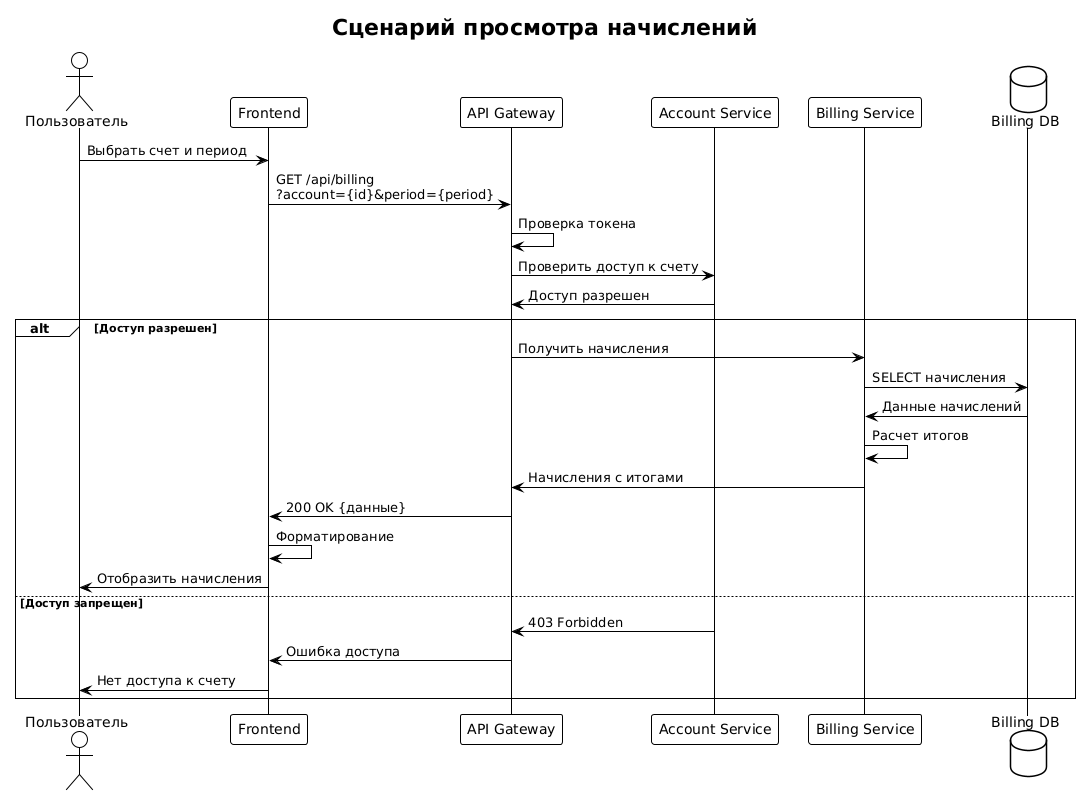 Сценарий просмотра начислений
Пользователь
Frontend
API Gateway
Account Service
Billing Service
Billing DB
Выбрать счет и период
GET /api/billing
?account={id}&period={period}
Проверка токена
Проверить доступ к счету
Доступ разрешен
alt
[Доступ разрешен]
Получить начисления
SELECT начисления
Данные начислений
Расчет итогов
Начисления с итогами
200 OK {данные}
Форматирование
Отобразить начисления
[Доступ запрещен]
403 Forbidden
Ошибка доступа
Нет доступа к счету
Пользователь
Frontend
API Gateway
Account Service
Billing Service
Billing DB